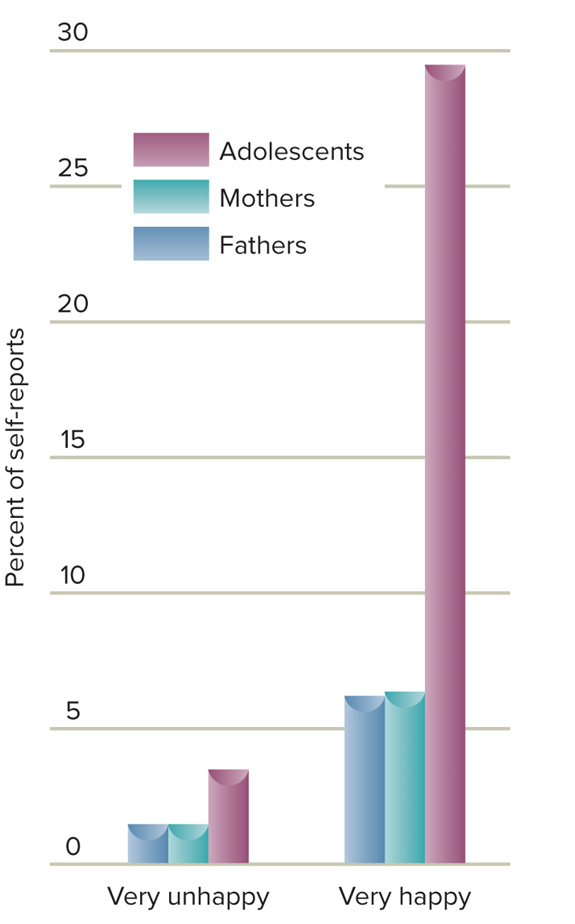 30
25
20
15
10
5
0
Percent of self-reports
Adolescents
Mothers
Fathers
Very unhappy
Very happy